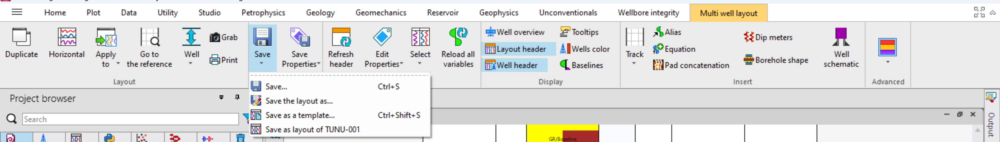 Home Plot Data Utility Studio Petrophysics Geology Geomechanics Reservoir Geophysics Unconventionals Wellbore integrity Multi well layout
Duplicate
Horizontal
Apply
to
Go to
the reference
Well
Grab
Print
Layout
Save
Save
Properties
Refresh
header
Edit
Properties
Select
Reload all
variables
Well overview
Layout header
Well header
Tooltips
Wells color
Baselines
Display
Track
Alias
Equation
Pad concatenation
Dip meters
Borehole shape
Well
schematic
Insert
Advanced
Save... Ctrl+S
Save the layout as...
Save as a template... Ctrl+Shift+S
Save as layout of TUNU-001
Project browser
Search
GR/Baseline
Output